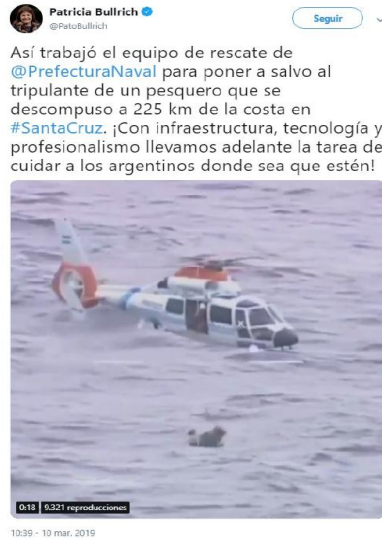 Patricia Bullrich
@PatoBullrich
Seguir
Así trabajó el equipo de rescate de
@PrefecturaNaval para poner a salvo al
tripulante de un pesquero que se
descompuso a 225 km de la costa en
#SantaCruz. ¡Con infraestructura, tecnología y
profesionalismo llevamos adelante la tarea de
cuidar a los argentinos donde sea que estén!
0:18 9.321 reproducciones
10:39 - 10 mar. 2019